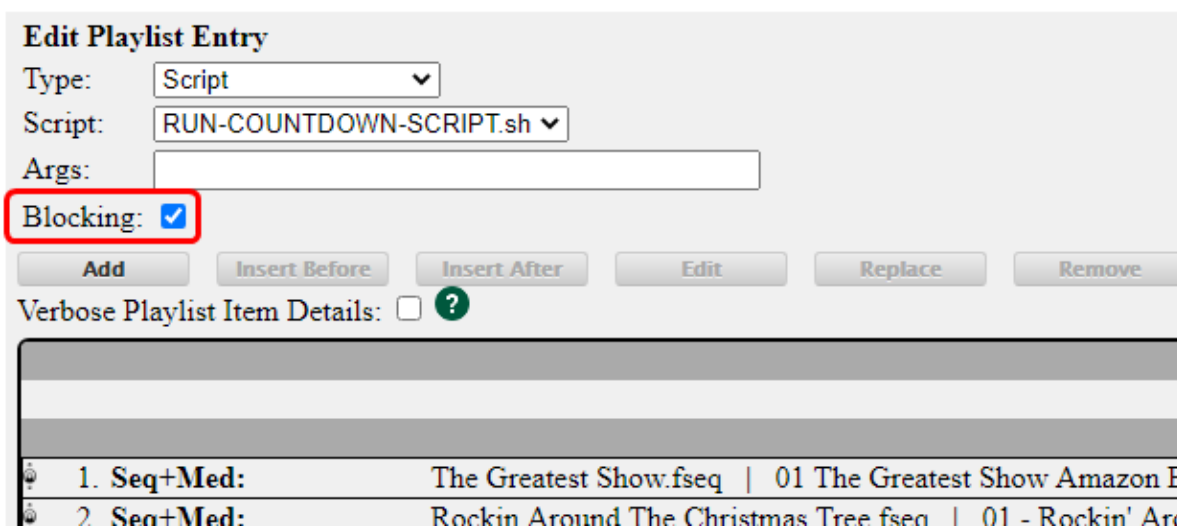 Edit Playlist Entry
Type: Script
Script: RUN-COUNTDOWN-SCRIPT.sh
Args:
Blocking:
Add Insert Before Insert After Edit Replace Remove
Verbose Playlist Item Details: ?
1. Seq+Med: The Greatest Show.fseq | 01 The Greatest Show Amazon
2. Seq+Med: Rockin Around The Christmas Tree fseq | 01 - Rockin'